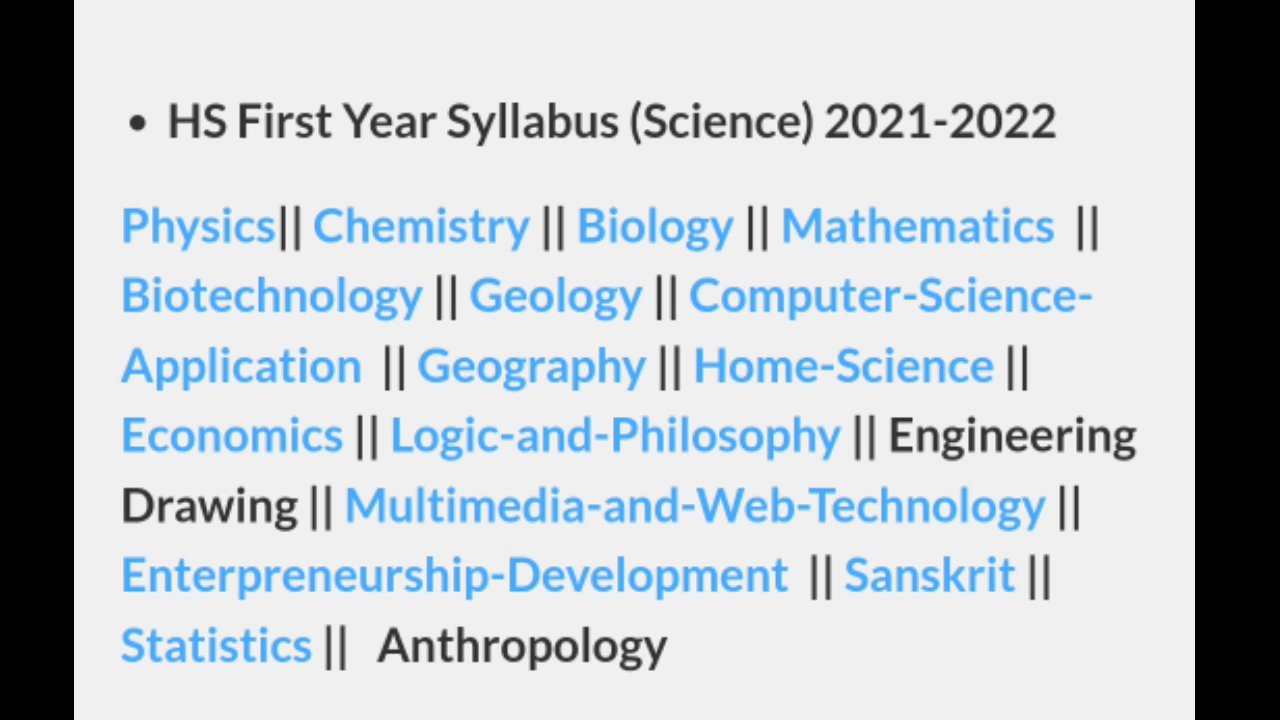 • HS First Year Syllabus (Science) 2021-2022
Physics|| Chemistry || Biology || Mathematics ||
Biotechnology || Geology || Computer-Science-
Application || Geography || Home-Science ||
Economics || Logic-and-Philosophy || Engineering
Drawing || Multimedia-and-Web-Technology ||
Enterpreneurship-Development || Sanskrit ||
Statistics || Anthropology